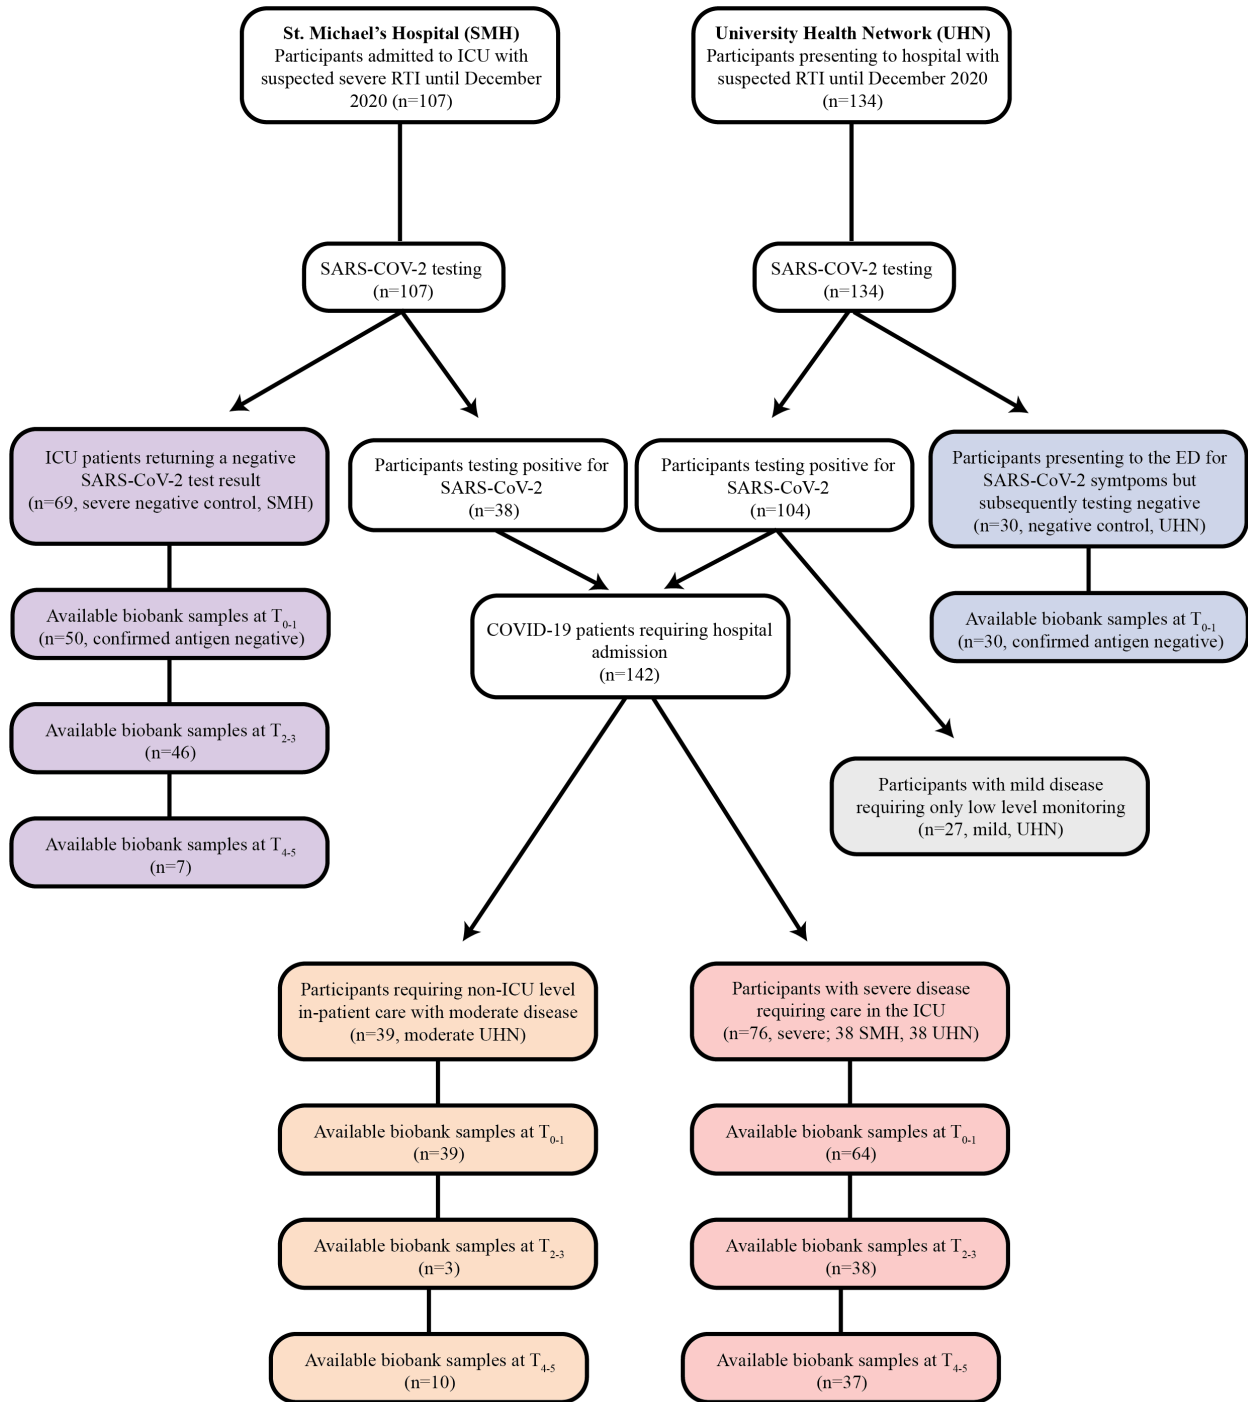 St. Michael's Hospital (SMH)
Participants admitted to ICU with
suspected severe RTI until December
2020 (n=107)
University Health Network (UHN)
Participants presenting to hospital with
suspected RTI until December 2020
(n=134)
SARS-COV-2 testing
(n=107)
SARS-COV-2 testing
(n=134)
ICU patients returning a negative
SARS-CoV-2 test result
(n=69, severe negative control, SMH)
Participants testing positive for
SARS-CoV-2
(n=38)
Participants testing positive for
SARS-CoV-2
(n=104)
Participants presenting to the ED for
SARS-CoV-2 symtpoms but
subsequently testing negative
(n=30, negative control, UHN)
Available biobank samples at T0-1
(n=50, confirmed antigen negative)
COVID-19 patients requiring hospital
admission
(n=142)
Available biobank samples at T0-1
(n=30, confirmed antigen negative)
Available biobank samples at T2-3
(n=46)
Participants with mild disease
requiring only low level monitoring
(n=27, mild, UHN)
Available biobank samples at T4-5
(n=7)
Participants requiring non-ICU level
in-patient care with moderate disease
(n=39, moderate UHN)
Participants with severe disease
requiring care in the ICU
(n=76, severe; 38 SMH, 38 UHN)
Available biobank samples at T0-1
(n=39)
Available biobank samples at T0-1
(n=64)
Available biobank samples at T2-3
(n=3)
Available biobank samples at T2-3
(n=38)
Available biobank samples at T4-5
(n=10)
Available biobank samples at T4-5
(n=37)